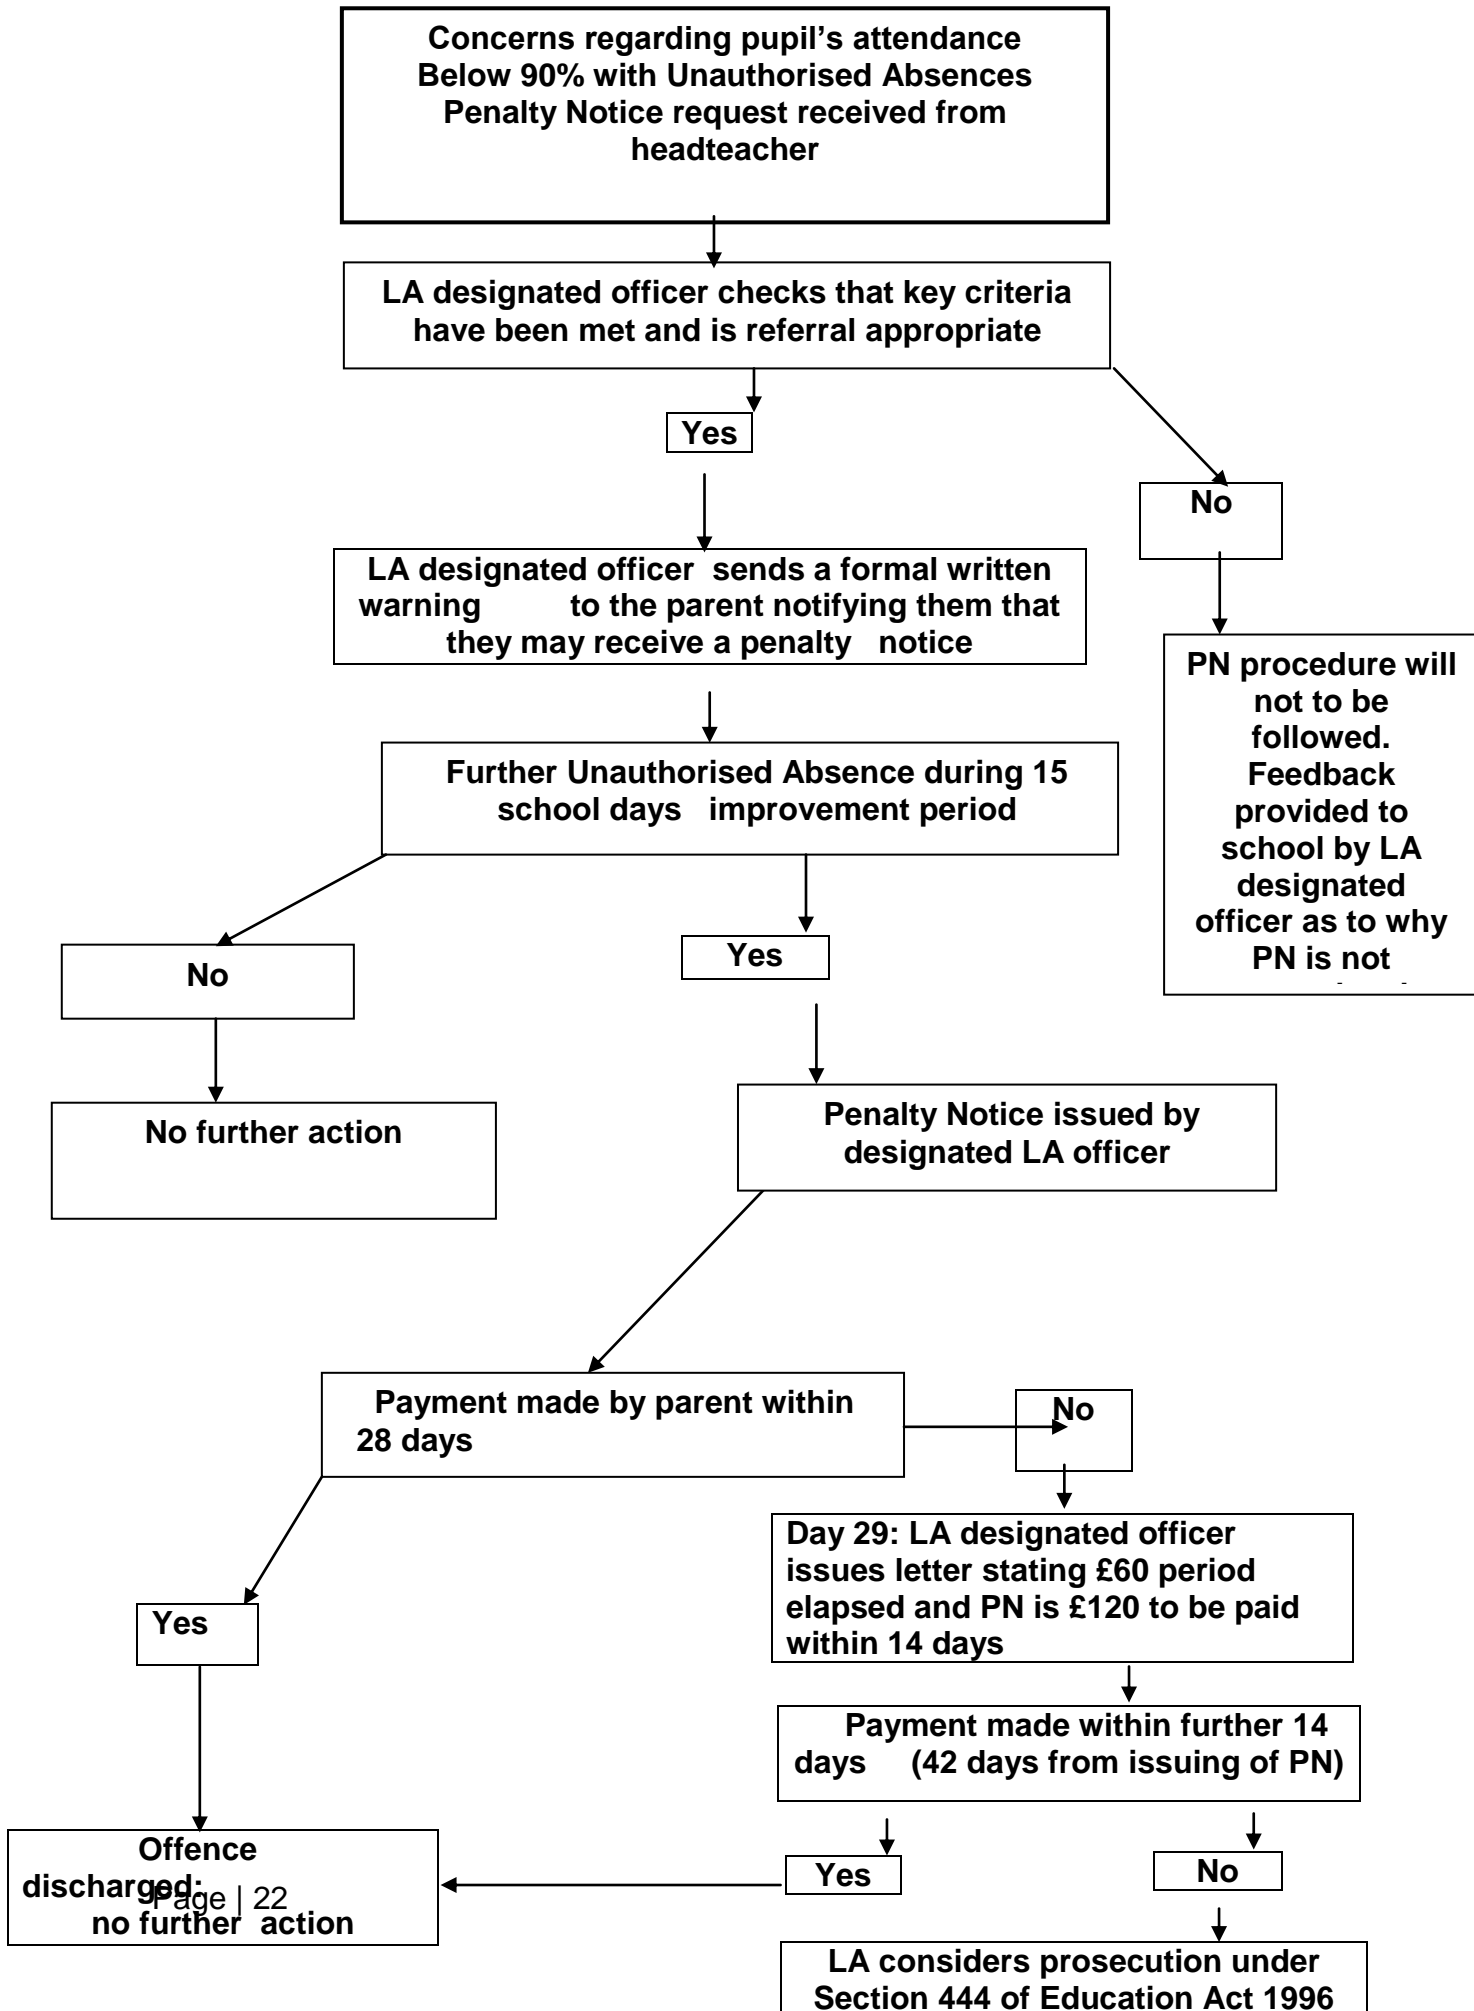 Concerns regarding pupil’s attendance
Below 90% with Unauthorised Absences
Penalty Notice request received from
headteacher
LA designated officer checks that key criteria
have been met and is referral appropriate
Yes
No
LA designated officer sends a formal written
warning to the parent notifying them that
they may receive a penalty notice
PN procedure will
not to be
followed.
Feedback
provided to
school by LA
designated
officer as to why
PN is not
Further Unauthorised Absence during 15
school days improvement period
No
Yes
No further action
Penalty Notice issued by
designated LA officer
Payment made by parent within
28 days
No
Day 29: LA designated officer
issues letter stating £60 period
elapsed and PN is £120 to be paid
within 14 days
Yes
Payment made within further 14
days (42 days from issuing of PN)
Yes
No
Offence
discharged:
no further action
Page | 22
LA considers prosecution under
Section 444 of Education Act 1996